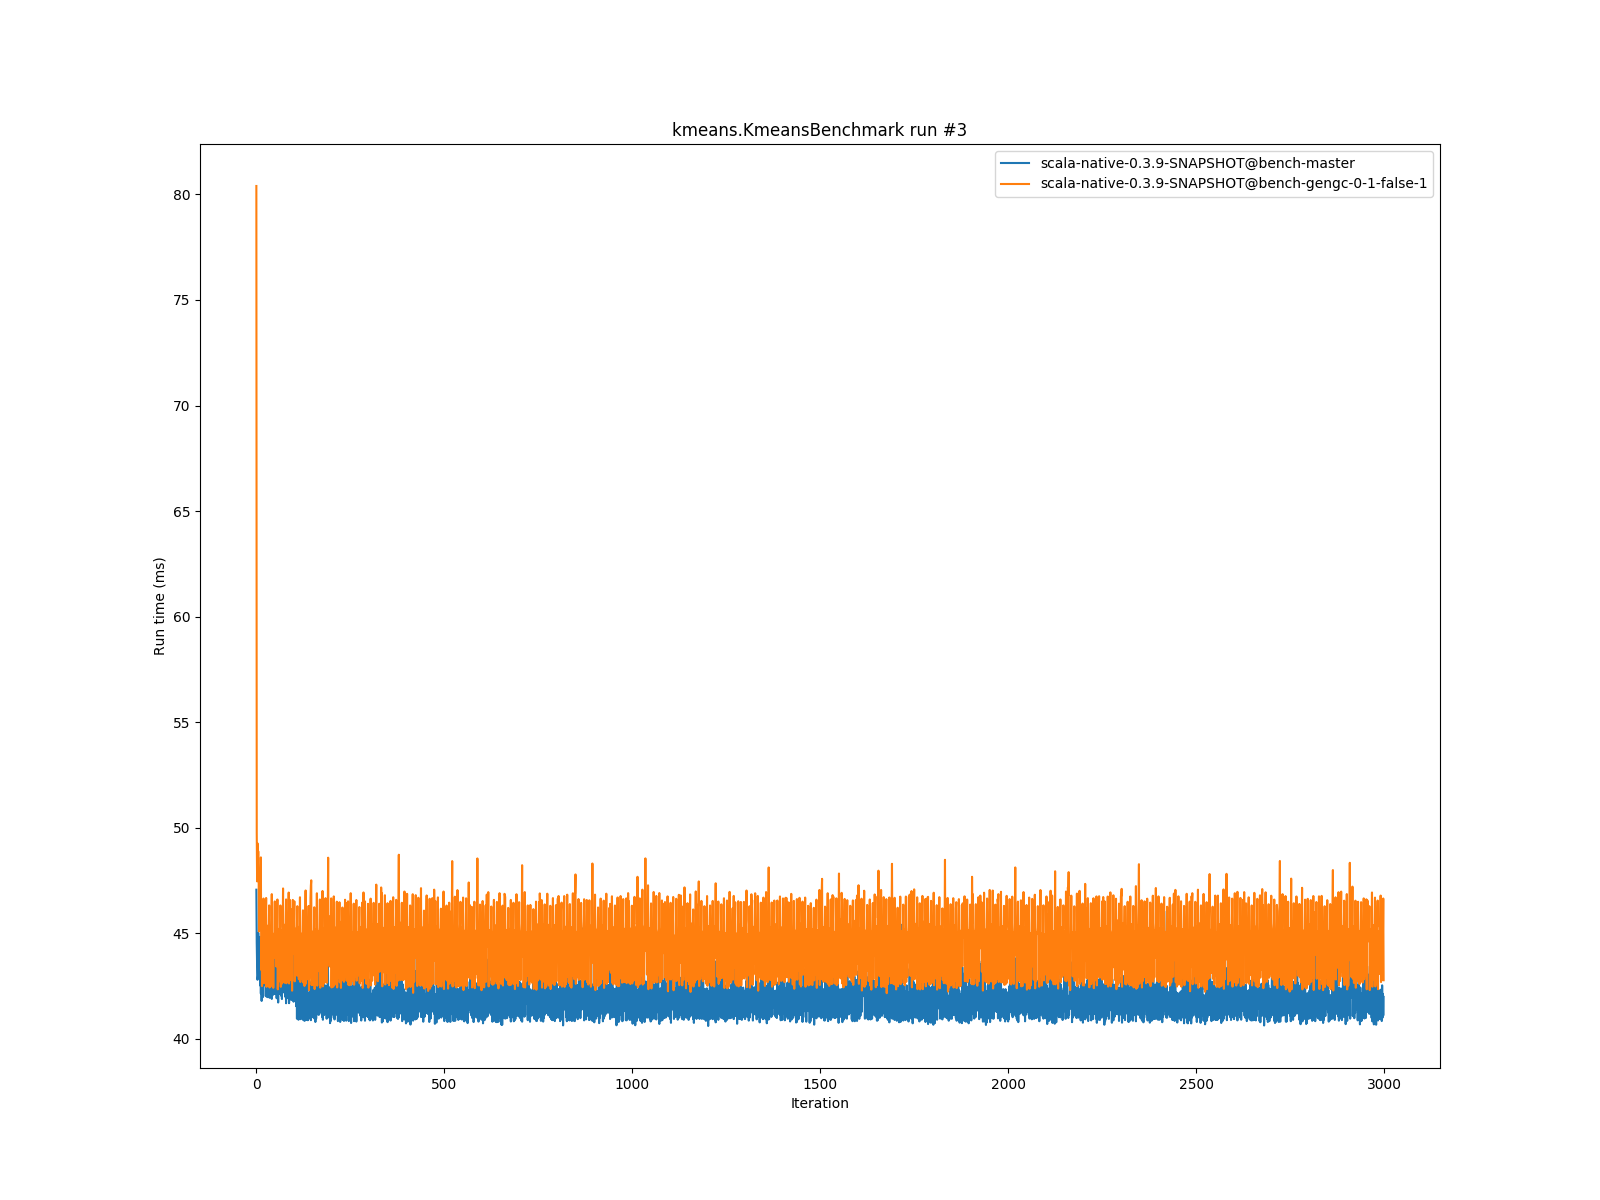 kmeans.KmeansBenchmark run #3
scala-native-0.3.9-SNAPSHOT@bench-master
scala-native-0.3.9-SNAPSHOT@bench-gengc-0-1-false-1
80
75
70
65
60
55
50
45
40
Run time (ms)
0 500 1000 1500 2000 2500 3000
Iteration